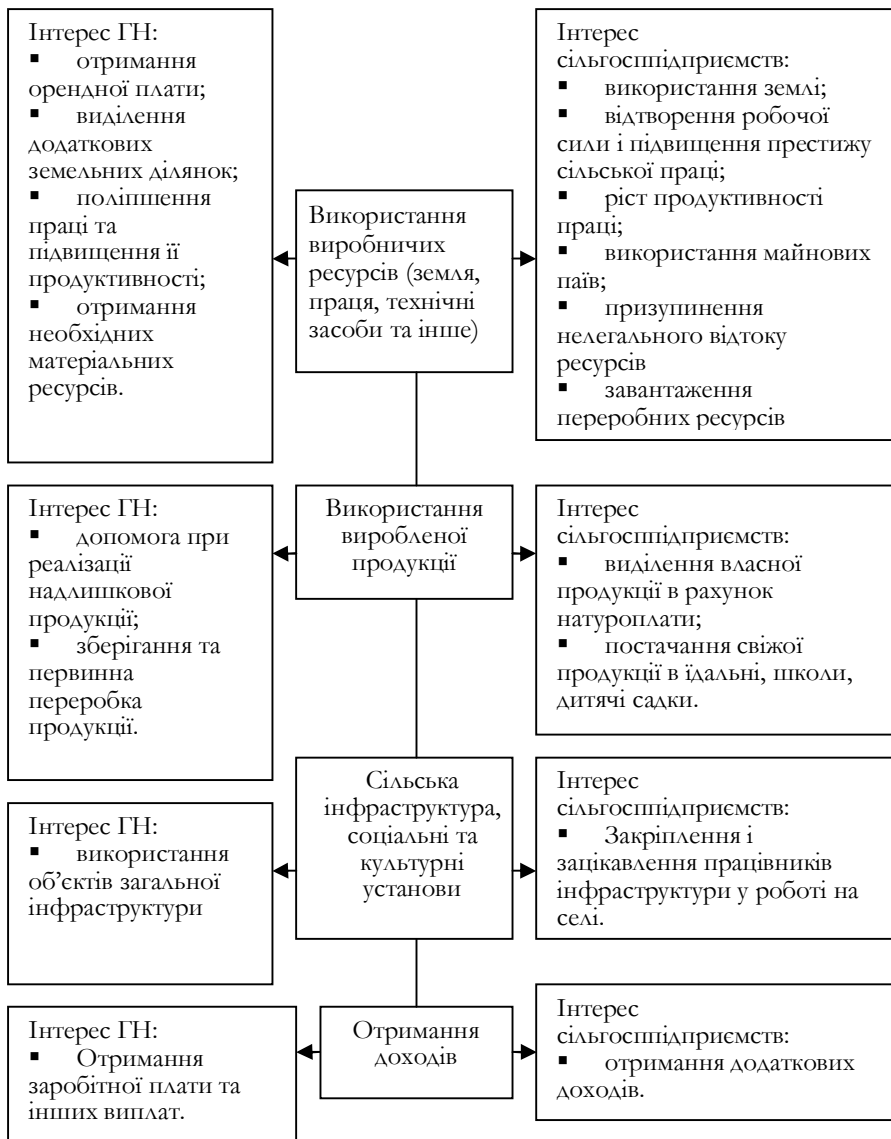 Інтерес ГН:
▪ отримання
орендної плати;
▪ виділення
додаткових
земельних ділянок;
▪ поліпшення
праці та
підвищення її
продуктивності;
▪ отримання
необхідних
матеріальних
ресурсів.
Використання
виробничих
ресурсів (земля,
праця, технічні
засоби та інше)
Інтерес
сільгосппідприємств:
▪ використання землі;
▪ відтворення робочої
сили і підвищення престижу
сільської праці;
▪ ріст продуктивності
праці;
▪ використання майнових
паїв;
▪ призупинення
нелегального відтоку
ресурсів
▪ завантаження
переробних ресурсів
Інтерес ГН:
▪ допомога при
реалізації
надлишкової
продукції;
▪ зберігання та
первинна
переробка
продукції.
Використання
виробленої
продукції
Інтерес
сільгосппідприємств:
▪ виділення власної
продукції в рахунок
натуроплати;
▪ постачання свіжої
продукції в їдальні, школи,
дитячі садки.
Інтерес ГН:
▪ використання
об’єктів загальної
інфраструктури
Сільська
інфраструктура,
соціальні та
культурні
установи
Інтерес
сільгосппідприємств:
▪ Закріплення і
зацікавлення працівників
інфраструктури у роботі на
селі.
Інтерес ГН:
▪ Отримання
заробітної плати та
інших виплат.
Отримання
доходів
Інтерес
сільгосппідприємств:
▪ отримання додаткових
доходів.